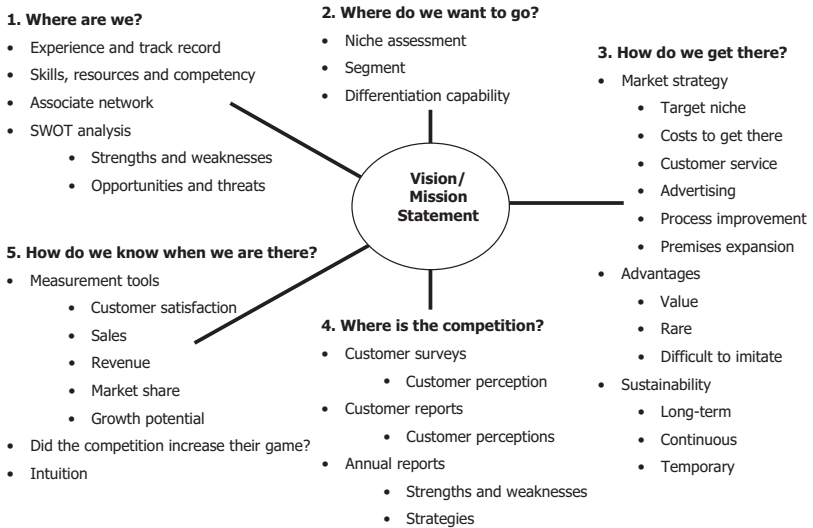 1. Where are we?
• Experience and track record
• Skills, resources and competency
• Associate network
• SWOT analysis
• Strengths and weaknesses
• Opportunities and threats
2. Where do we want to go?
• Niche assessment
• Segment
• Differentiation capability
3. How do we get there?
• Market strategy
• Target niche
• Costs to get there
• Customer service
• Advertising
• Process improvement
• Premises expansion
• Advantages
• Value
• Rare
• Difficult to imitate
• Sustainability
• Long-term
• Continuous
• Temporary
Vision/
Mission
Statement
4. Where is the competition?
• Customer surveys
• Customer perception
• Customer reports
• Customer perceptions
• Annual reports
• Strengths and weaknesses
• Strategies
5. How do we know when we are there?
• Measurement tools
• Customer satisfaction
• Sales
• Revenue
• Market share
• Growth potential
• Did the competition increase their game?
• Intuition